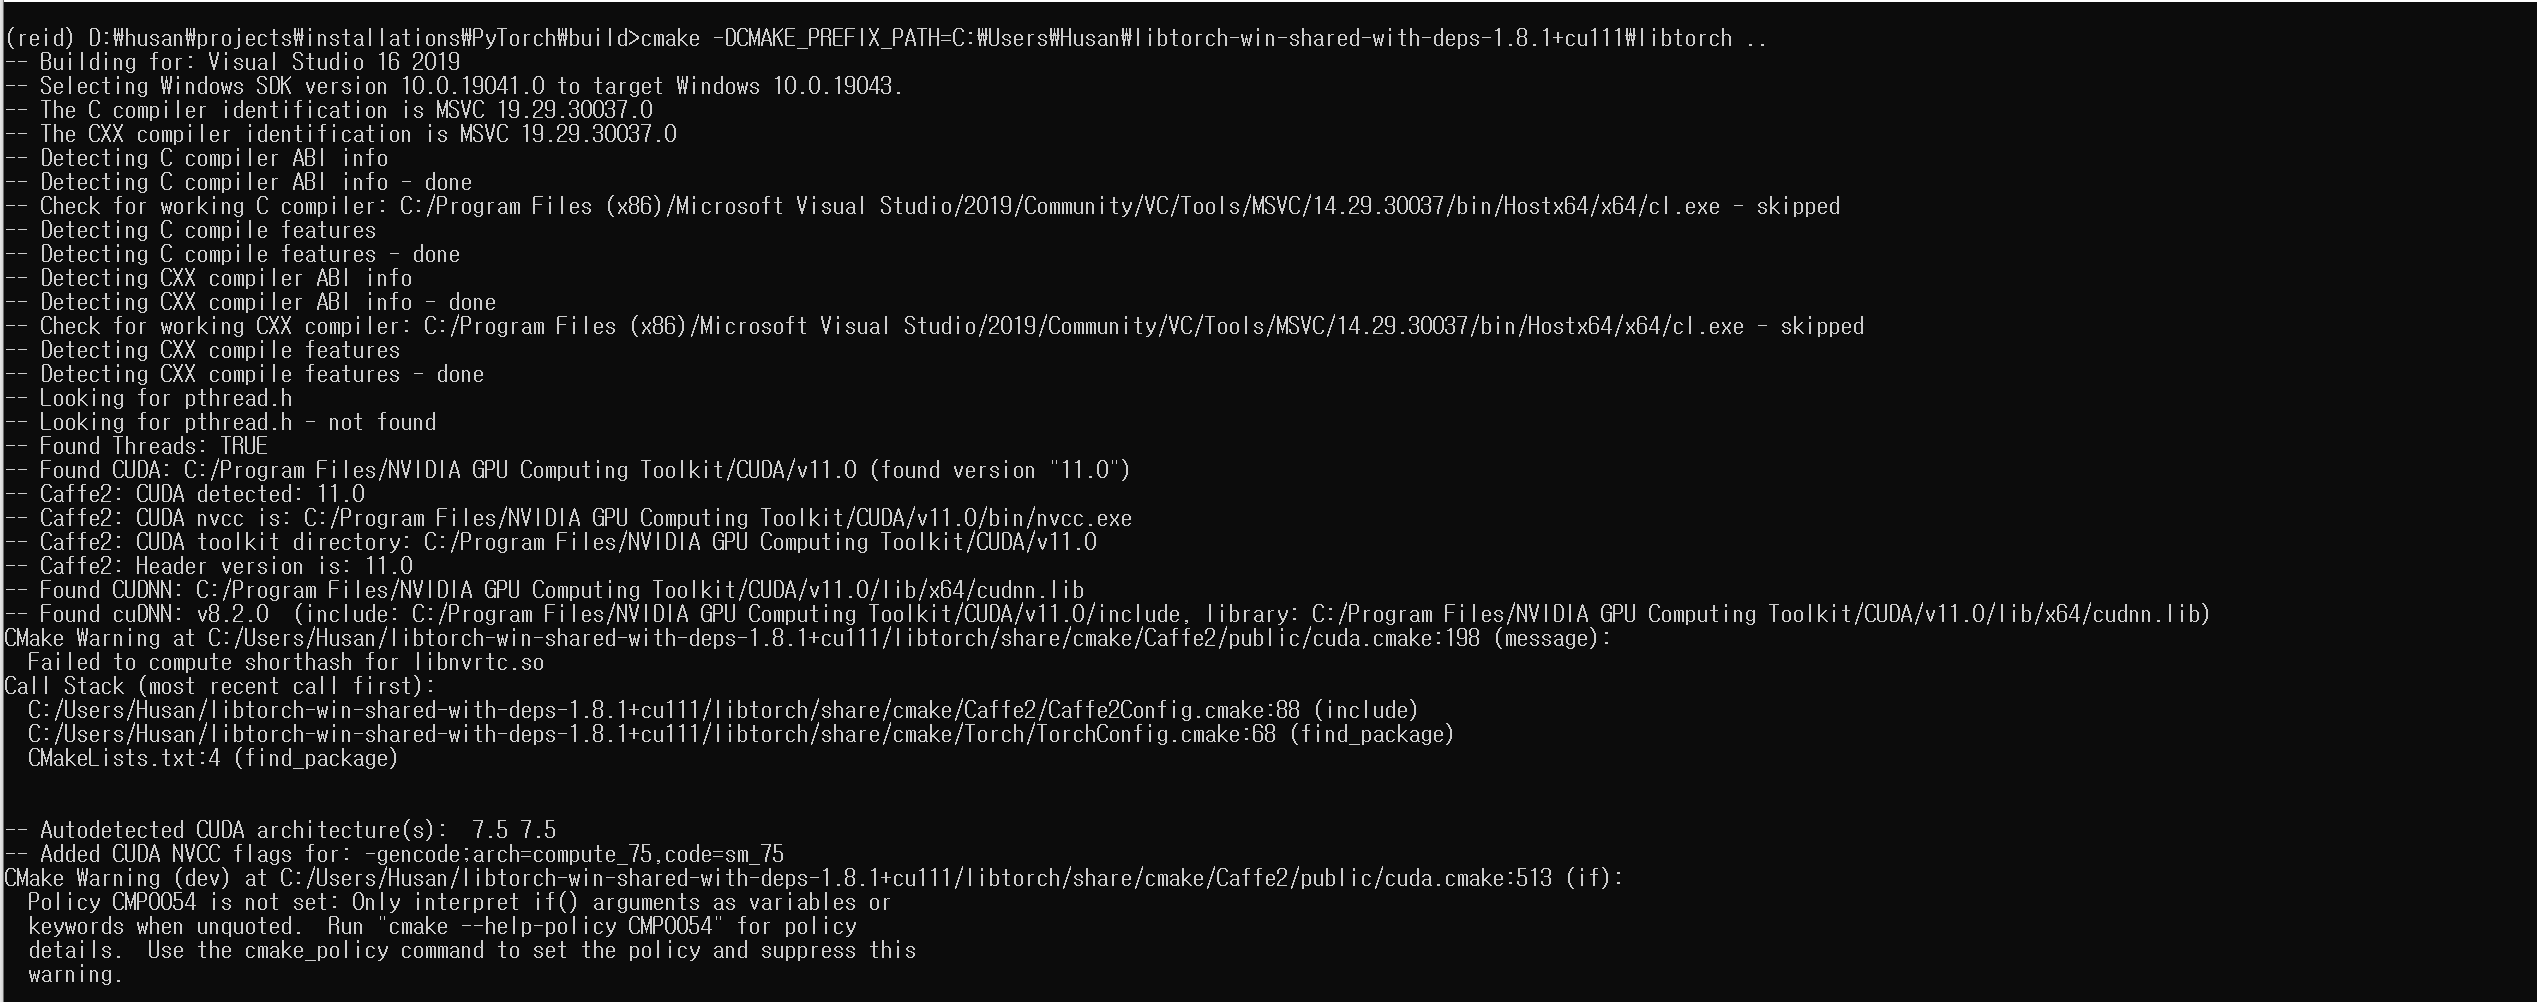 (reid) D:₩husan₩projects₩installations₩PyTorch₩build>cmake -DCMAKE_PREFIX_PATH=C:₩Users₩Husan₩libtorch-win-shared-with-deps-1.8.1+cu111₩libtorch ..
-- Building for: Visual Studio 16 2019
-- Selecting Windows SDK version 10.0.19041.0 to target Windows 10.0.19043.
-- The C compiler identification is MSVC 19.29.30037.0
-- The CXX compiler identification is MSVC 19.29.30037.0
-- Detecting C compiler ABI info
-- Detecting C compiler ABI info - done
-- Check for working C compiler: C:/Program Files (x86)/Microsoft Visual Studio/2019/Community/VC/Tools/MSVC/14.29.30037/bin/Hostx64/x64/cl.exe - skipped
-- Detecting C compile features
-- Detecting C compile features - done
-- Detecting CXX compiler ABI info
-- Detecting CXX compiler ABI info - done
-- Check for working CXX compiler: C:/Program Files (x86)/Microsoft Visual Studio/2019/Community/VC/Tools/MSVC/14.29.30037/bin/Hostx64/x64/cl.exe - skipped
-- Detecting CXX compile features
-- Detecting CXX compile features - done
-- Looking for pthread.h
-- Looking for pthread.h - not found
-- Found Threads: TRUE
-- Found CUDA: C:/Program Files/NVIDIA GPU Computing Toolkit/CUDA/v11.0 (found version "11.0")
-- Caffe2: CUDA detected: 11.0
-- Caffe2: CUDA nvcc is: C:/Program Files/NVIDIA GPU Computing Toolkit/CUDA/v11.0/bin/nvcc.exe
-- Caffe2: CUDA toolkit directory: C:/Program Files/NVIDIA GPU Computing Toolkit/CUDA/v11.0
-- Caffe2: Header version is: 11.0
-- Found CUDNN: C:/Program Files/NVIDIA GPU Computing Toolkit/CUDA/v11.0/lib/x64/cudnn.lib
-- Found cuDNN: v8.2.0  (include: C:/Program Files/NVIDIA GPU Computing Toolkit/CUDA/v11.0/include, library: C:/Program Files/NVIDIA GPU Computing Toolkit/CUDA/v11.0/lib/x64/cudnn.lib)
CMake Warning at C:/Users/Husan/libtorch-win-shared-with-deps-1.8.1+cu111/libtorch/share/cmake/Caffe2/public/cuda.cmake:198 (message):
  Failed to compute shorthash for libnvrtc.so
Call Stack (most recent call first):
  C:/Users/Husan/libtorch-win-shared-with-deps-1.8.1+cu111/libtorch/share/cmake/Caffe2/Caffe2Config.cmake:88 (include)
  C:/Users/Husan/libtorch-win-shared-with-deps-1.8.1+cu111/libtorch/share/cmake/Torch/TorchConfig.cmake:68 (find_package)
  CMakeLists.txt:4 (find_package)
-- Autodetected CUDA architecture(s):  7.5 7.5
-- Added CUDA NVCC flags for: -gencode;arch=compute_75,code=sm_75
CMake Warning (dev) at C:/Users/Husan/libtorch-win-shared-with-deps-1.8.1+cu111/libtorch/share/cmake/Caffe2/public/cuda.cmake:513 (if):
  Policy CMP0054 is not set: Only interpret if() arguments as variables or
  keywords when unquoted.  Run "cmake --help-policy CMP0054" for policy
  details.  Use the cmake_policy command to set the policy and suppress this
  warning.